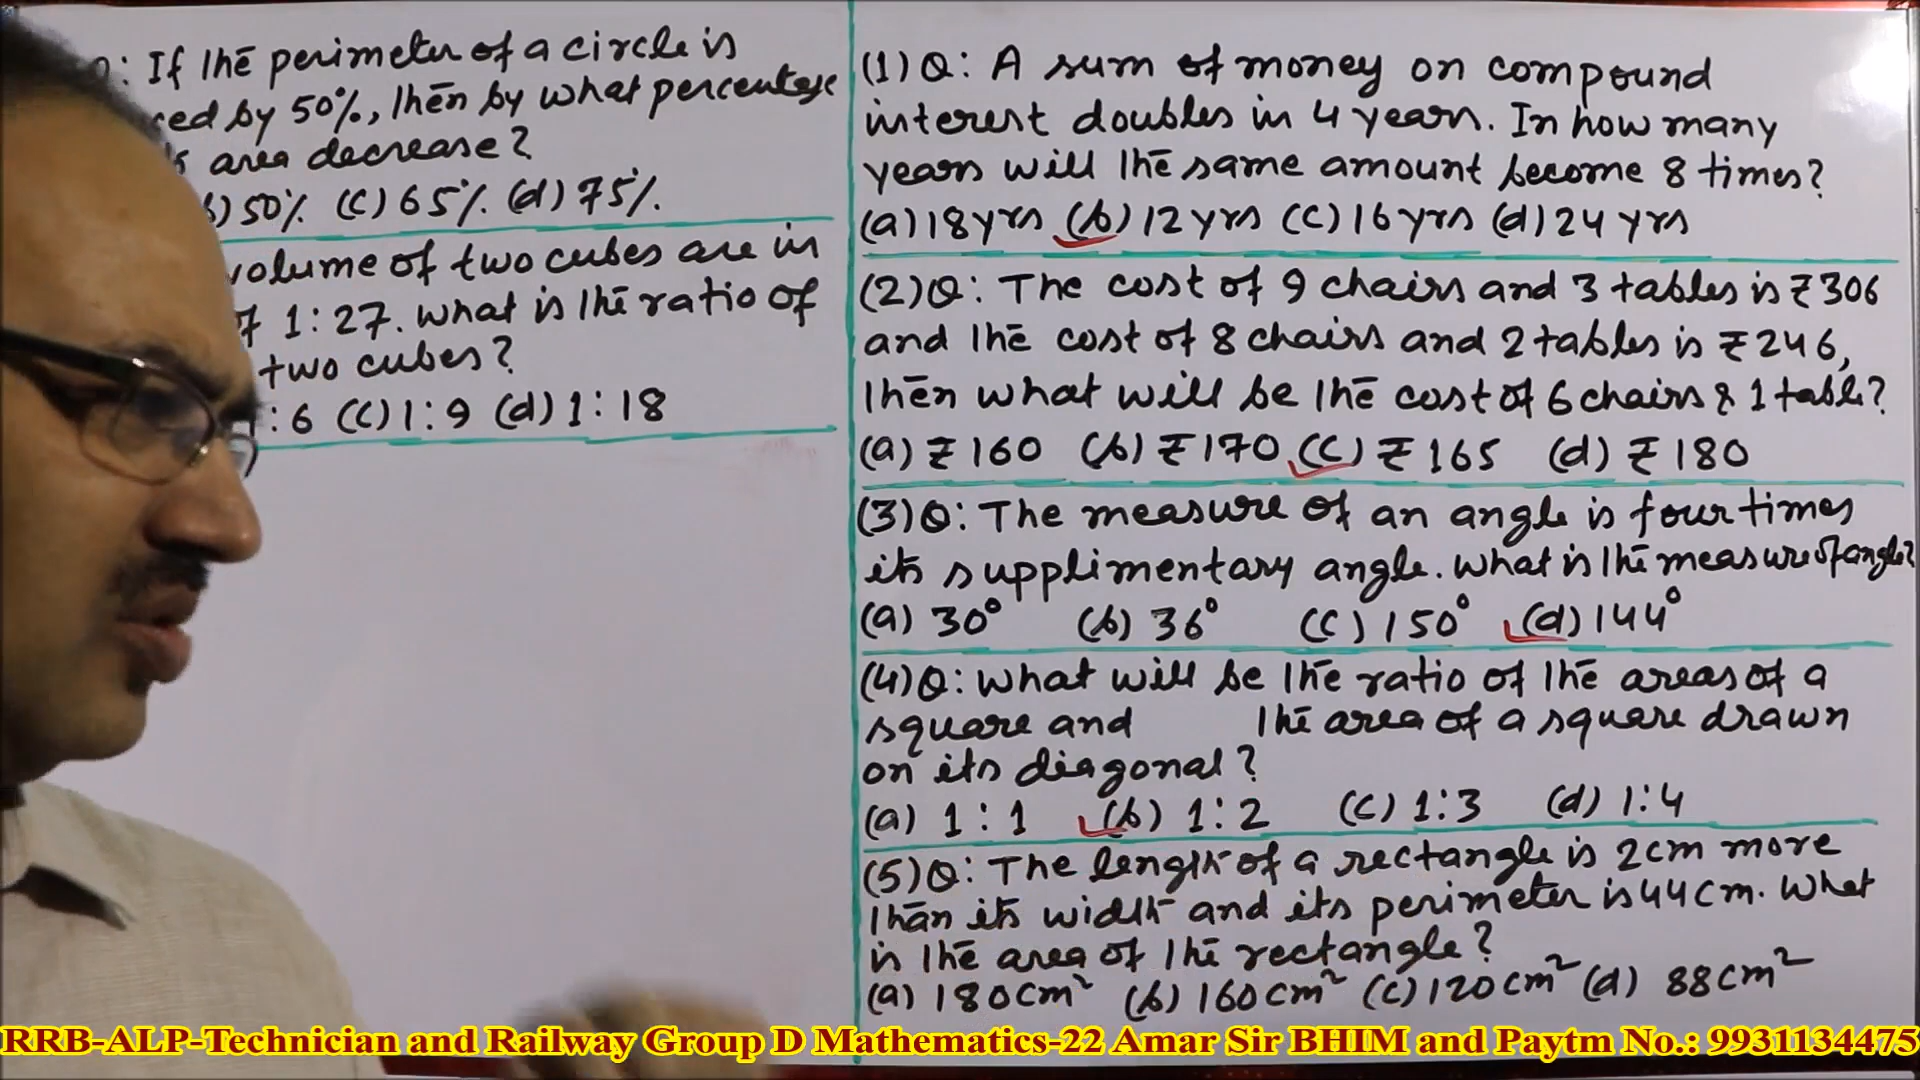 : If the perimeter of a circle is
ced by 50%, then by what percentage
area decrease?
) 50% (c) 65% (d) 75%.
volume of two cubes are in
1:27. what is the ratio of
two cubes?
:6 (c) 1:9 (d) 1:18
(1) Q: A sum of money on compound
interest doubles in 4 years. In how many
years will the same amount become 8 times?
(a) 18 yrs (b) 12 yrs (c) 16 yrs (d) 24 yrs
(2) Q: The cost of 9 chairs and 3 tables is ₹306
and the cost of 8 chairs and 2 tables is ₹246,
then what will be the cost of 6 chairs & 1 table?
(a) ₹160 (b) ₹170 (c) ₹165 (d) ₹180
(3) Q: The measure of an angle is four times
its supplimentary angle. what is the measure of angle?
(a) 30° (b) 36° (c) 150° (d) 144°
(4) Q: what will be the ratio of the areas of a
square and the area of a square drawn
on its diagonal?
(a) 1:1 (b) 1:2 (c) 1:3 (d) 1:4
(5) Q: The length of a rectangle is 2cm more
than its width and its perimeter is 44cm. What
is the area of the rectangle?
(a) 180cm² (b) 160cm² (c) 120cm² (d) 88cm²
RRB-ALP-Technician and Railway Group D Mathematics-22 Amar Sir BHIM and Paytm No.: 9931134475